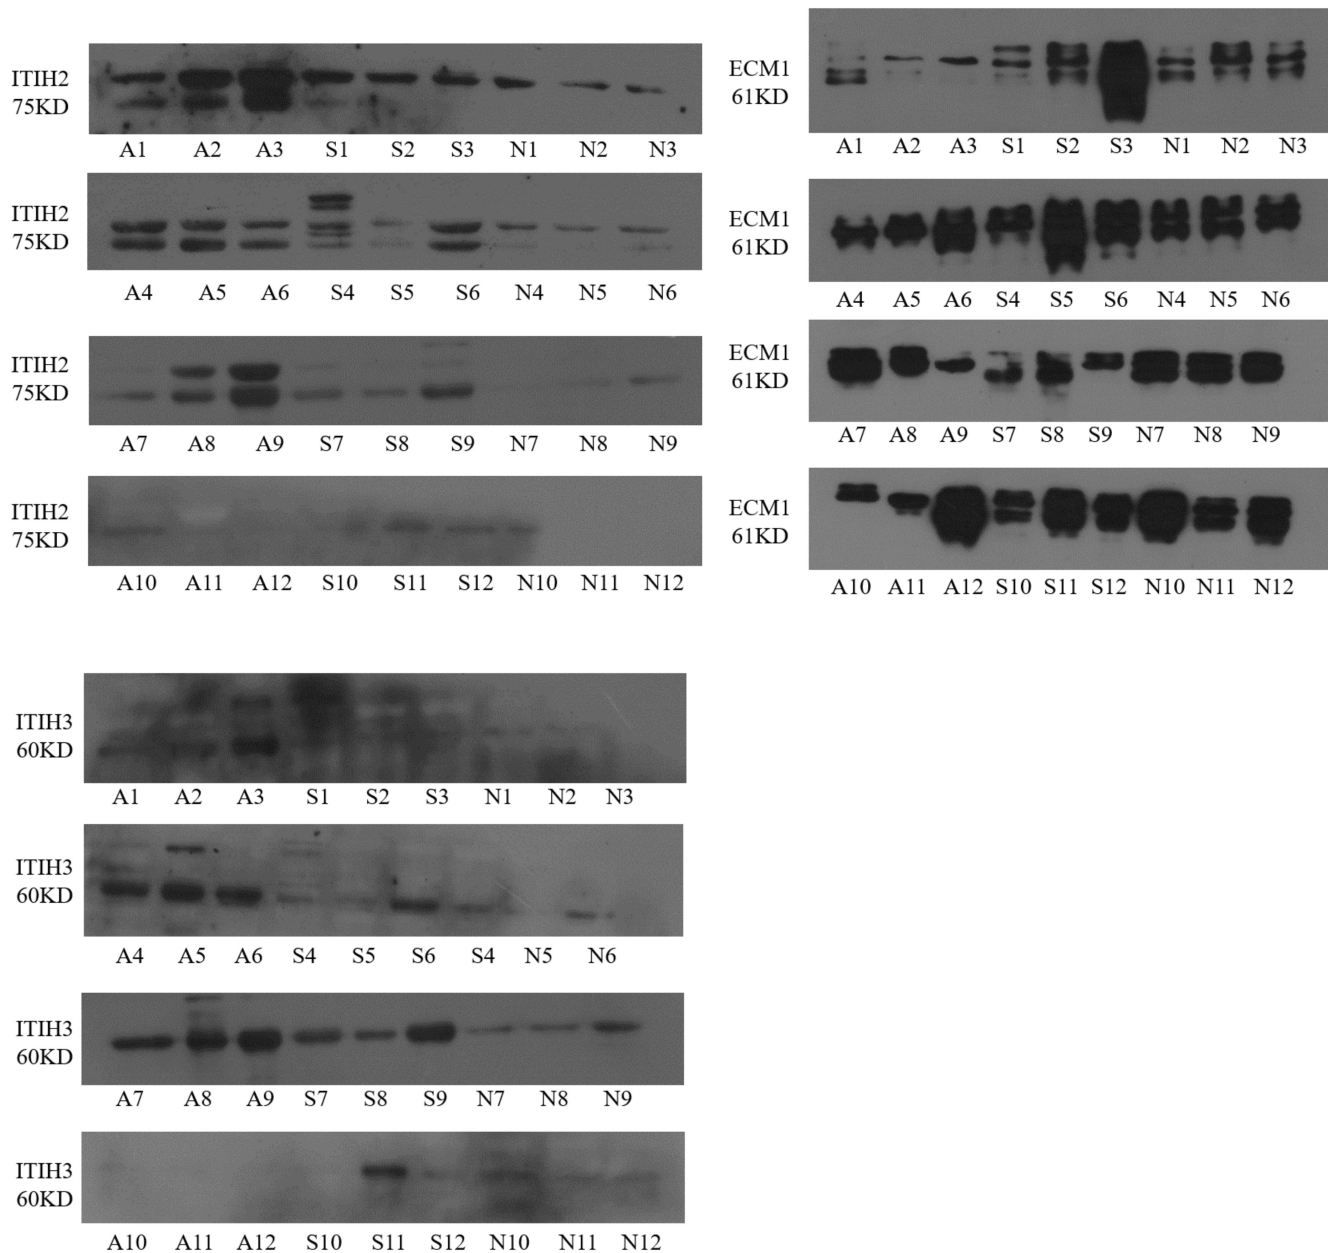 ITIH2
75KD
A1 A2 A3 S1 S2 S3 N1 N2 N3
ITIH2
75KD
A4 A5 A6 S4 S5 S6 N4 N5 N6
ITIH2
75KD
A7 A8 A9 S7 S8 S9 N7 N8 N9
ITIH2
75KD
A10 A11 A12 S10 S11 S12 N10 N11 N12
ECM1
61KD
A1 A2 A3 S1 S2 S3 N1 N2 N3
ECM1
61KD
A4 A5 A6 S4 S5 S6 N4 N5 N6
ECM1
61KD
A7 A8 A9 S7 S8 S9 N7 N8 N9
ECM1
61KD
A10 A11 A12 S10 S11 S12 N10 N11 N12
ITIH3
60KD
A1 A2 A3 S1 S2 S3 N1 N2 N3
ITIH3
60KD
A4 A5 A6 S4 S5 S6 S4 N5 N6
ITIH3
60KD
A7 A8 A9 S7 S8 S9 N7 N8 N9
ITIH3
60KD
A10 A11 A12 S10 S11 S12 N10 N11 N12